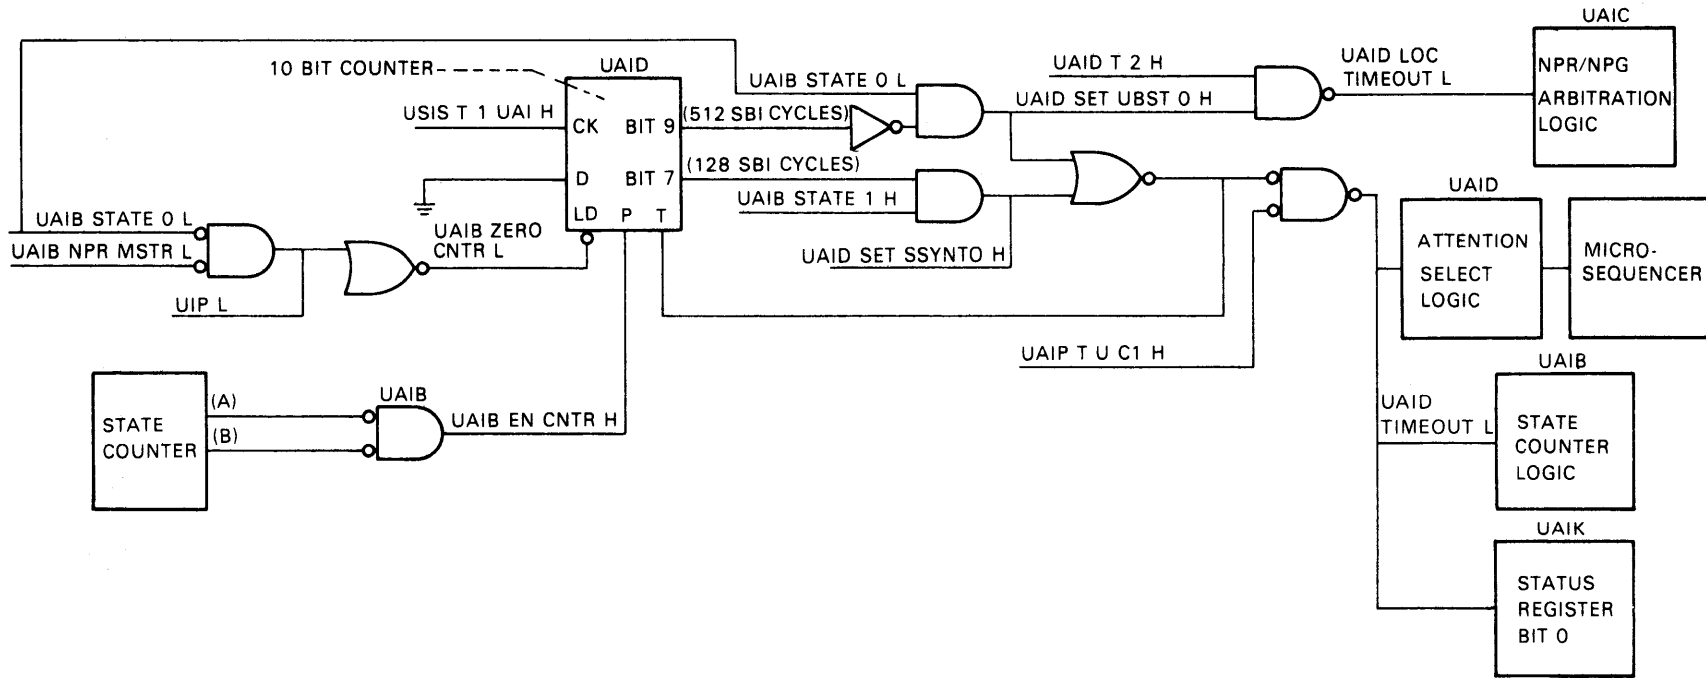 UAIC
UAID
UAID T 2 H
UAID LOC
TIMEOUT L
NPR/NPG
ARBITRATION
LOGIC
10 BIT COUNTER
UAIB STATE 0 L
UAID SET UBST 0 H
USIS T 1 UAI H
CK
BIT 9
(512 SBI CYCLES)
D
BIT 7
(128 SBI CYCLES)
UAIB STATE 1 H
LD
P
T
UAIB STATE 0 L
UAIB NPR MSTR L
UAIB ZERO
CNTR L
UAID SET SSYNTO H
UIP L
UAID
ATTENTION
SELECT
LOGIC
MICRO-
SEQUENCER
UAIP T U C1 H
STATE
COUNTER
(A)
(B)
UAIB
UAIB EN CNTR H
UAID
TIMEOUT L
UAIB
STATE
COUNTER
LOGIC
UAIK
STATUS
REGISTER
BIT 0